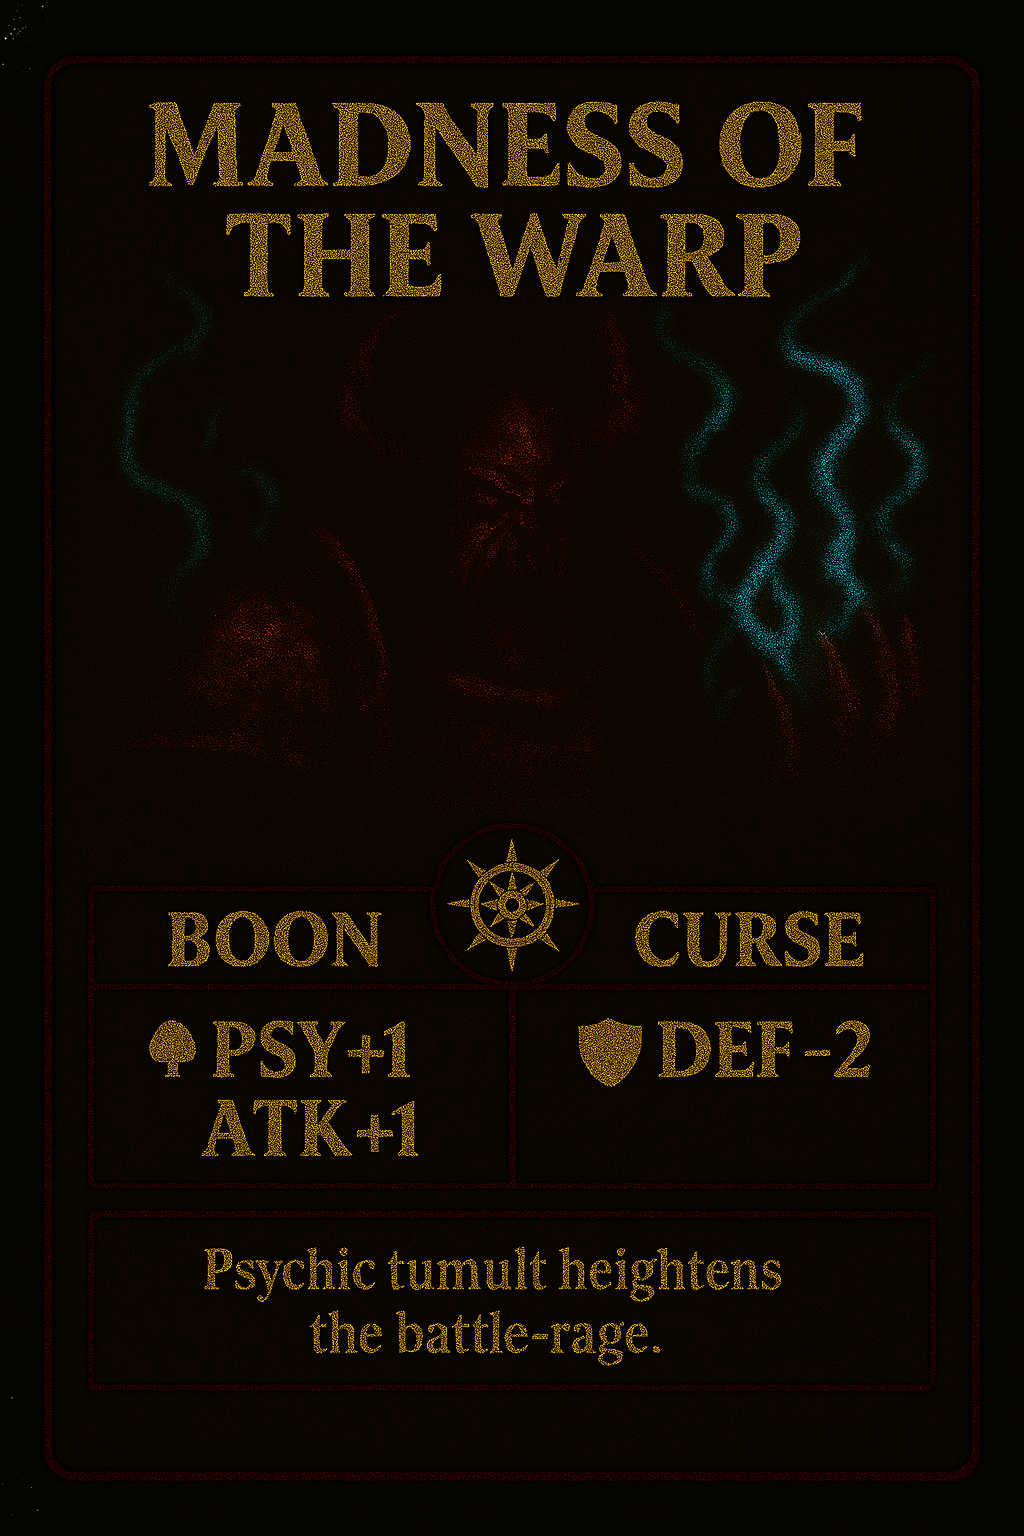 MADNESS OF
THE WARP
BOON
CURSE
PSY+1
ATK+1
DEF-2
Psychic tumult heightens
the battle-rage.